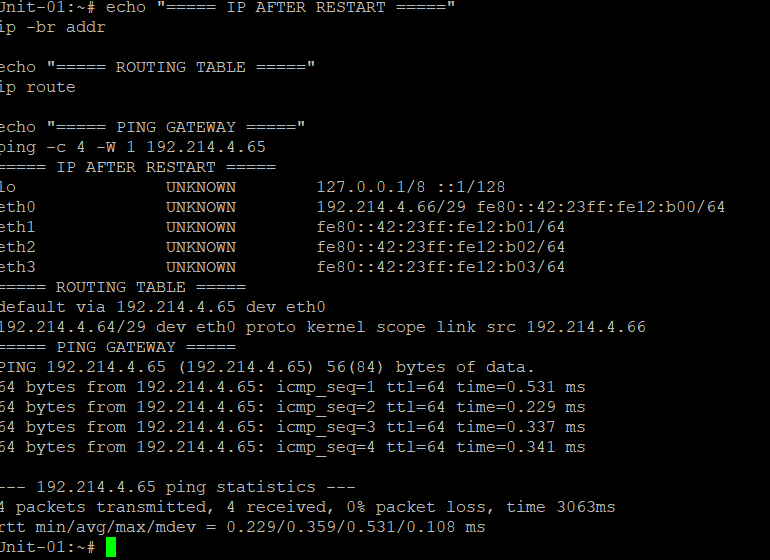 Unit-01:~# echo "===== IP AFTER RESTART ====="
ip -br addr
echo "===== ROUTING TABLE ====="
ip route
echo "===== PING GATEWAY ====="
ping -c 4 -W 1 192.214.4.65
===== IP AFTER RESTART =====
lo UNKNOWN 127.0.0.1/8 ::1/128
eth0 UNKNOWN 192.214.4.66/29 fe80::42:23ff:fe12:b00/64
eth1 UNKNOWN fe80::42:23ff:fe12:b01/64
eth2 UNKNOWN fe80::42:23ff:fe12:b02/64
eth3 UNKNOWN fe80::42:23ff:fe12:b03/64
===== ROUTING TABLE =====
default via 192.214.4.65 dev eth0
192.214.4.64/29 dev eth0 proto kernel scope link src 192.214.4.66
===== PING GATEWAY =====
PING 192.214.4.65 (192.214.4.65) 56(84) bytes of data.
64 bytes from 192.214.4.65: icmp_seq=1 ttl=64 time=0.531 ms
64 bytes from 192.214.4.65: icmp_seq=2 ttl=64 time=0.229 ms
64 bytes from 192.214.4.65: icmp_seq=3 ttl=64 time=0.337 ms
64 bytes from 192.214.4.65: icmp_seq=4 ttl=64 time=0.341 ms
--- 192.214.4.65 ping statistics ---
4 packets transmitted, 4 received, 0% packet loss, time 3063ms
rtt min/avg/max/mdev = 0.229/0.359/0.531/0.108 ms
Unit-01:~#